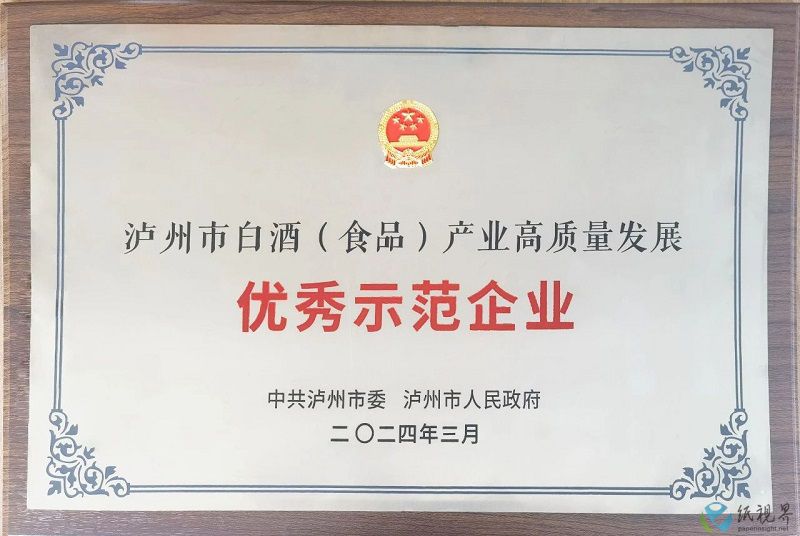 泸州市白酒（食品）产业高质量发展
优秀示范企业
中共泸州市委 泸州市人民政府
二〇二四年三月
纸视界
paperinsight.net